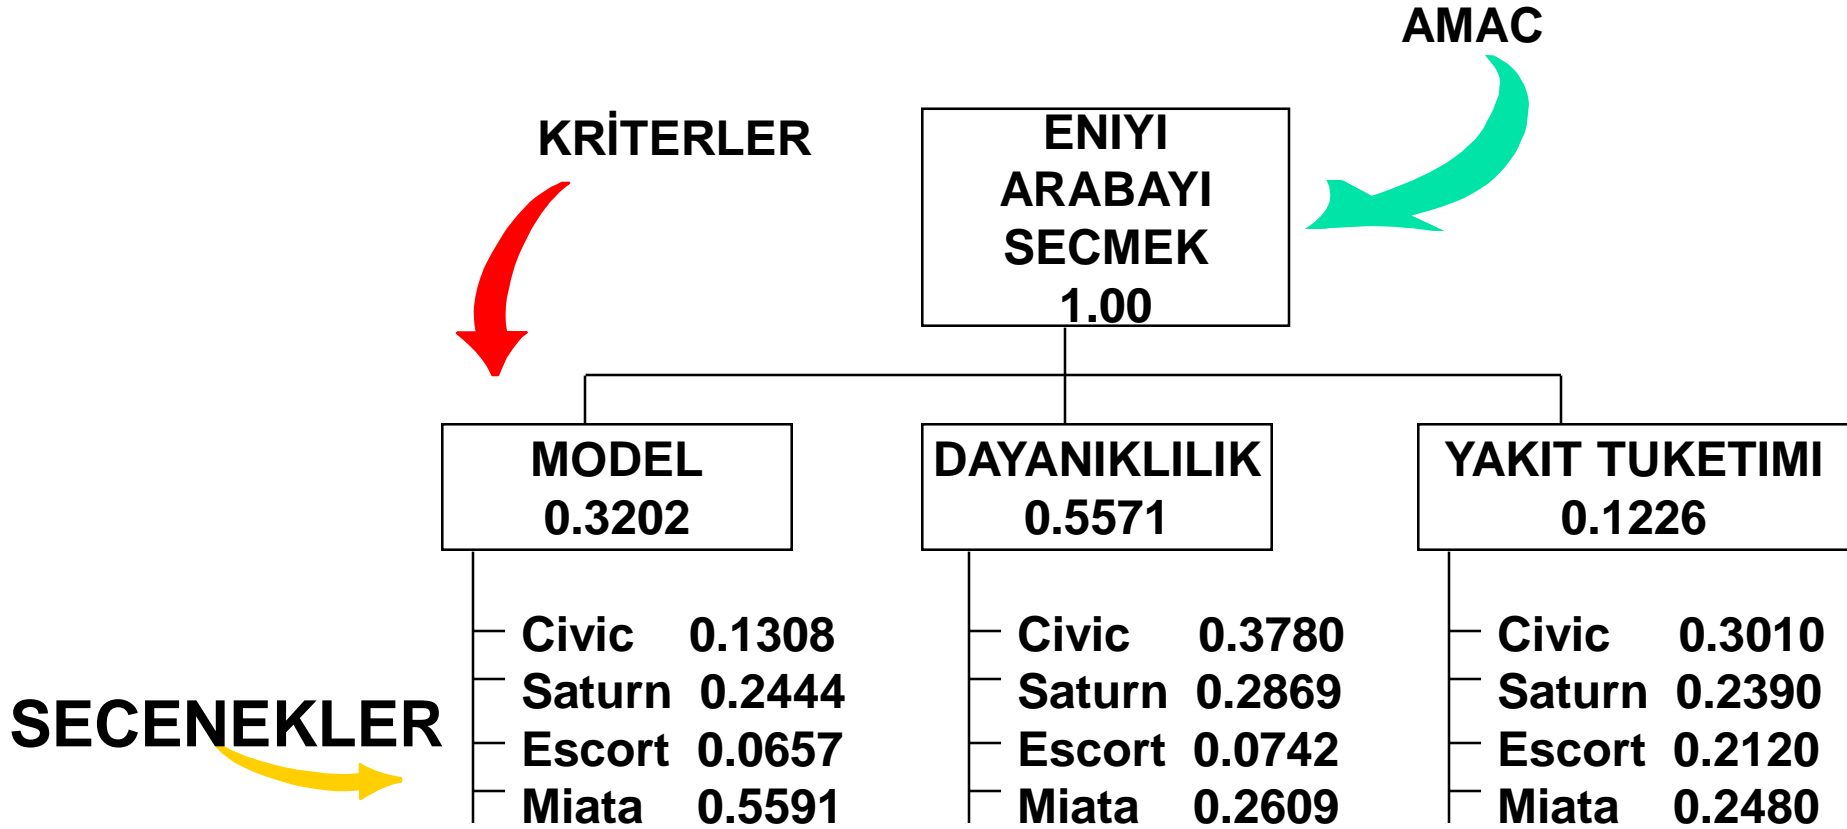 AMAC
KRİTERLER
ENIYI
ARABAYI
SECMEK
1.00
MODEL
0.3202
DAYANIKLILIK
0.5571
YAKIT TUKETIMI
0.1226
SECENEKLER
Civic 0.1308
Saturn 0.2444
Escort 0.0657
Miata 0.5591
Civic 0.3780
Saturn 0.2869
Escort 0.0742
Miata 0.2609
Civic 0.3010
Saturn 0.2390
Escort 0.2120
Miata 0.2480